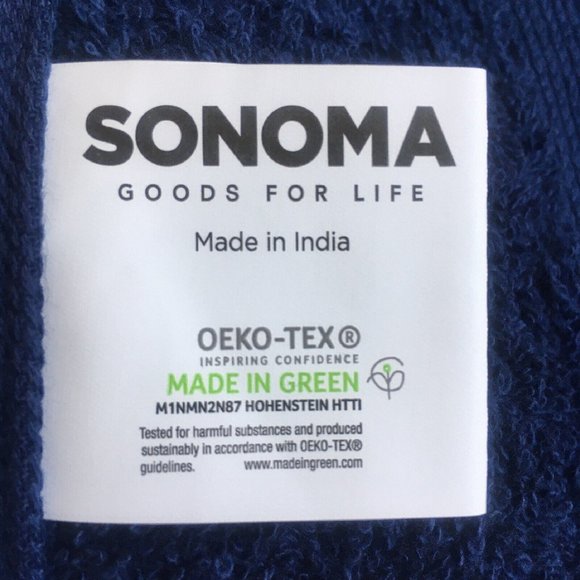 SONOMA
GOODS FOR LIFE
Made in India
OEKO-TEX®
INSPIRING CONFIDENCE
MADE IN GREEN
M1NMN2N87 HOHENSTEIN HTTI
Tested for harmful substances and produced
sustainably in accordance with OEKO-TEX®
guidelines. www.madeingreen.com